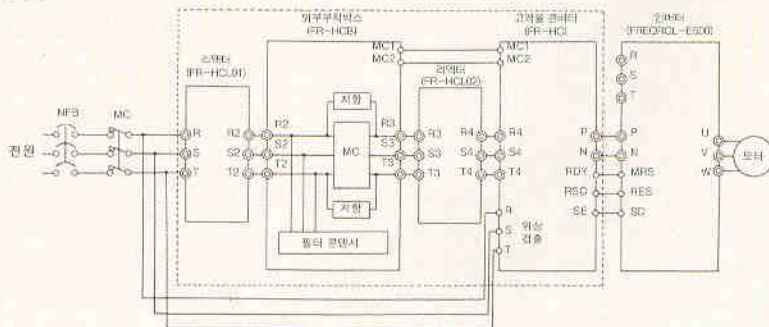 외부부착박스
(FR-HCB)
고역율 콘버터
(FR-HC)
인버터
(FREQROL-E500)
MC1
MC2
MC1
MC2
리액터
(FR-HCL01)
리액터
(FR-HCL02)
NFB
MC
전원
R
S
T
R2
S2
T2
R2
S2
T2
저항
MC
저항
필터 콘덴서
R3
S3
T3
R3
S3
T3
R4
S4
T4
R4
S4
T4
R
S
T
위상
검출
P
N
RDY
RSO
SE
R
S
T
P
N
MRS
RES
SD
U
V
W
모터